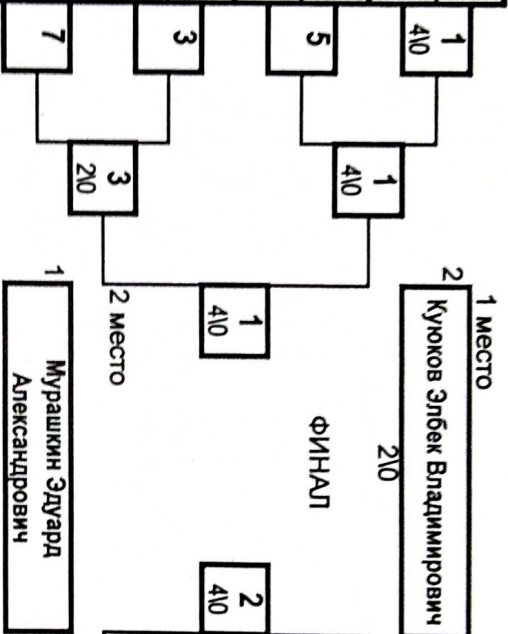 1
4\0
5
3
7
1
4\0
3
2\0
1 место
2
Куюков Элбек Владимирович
2\0
1
4\0
ФИНАЛ
2
4\0
2 место
1
Мурашкин Эдуард
Александрович